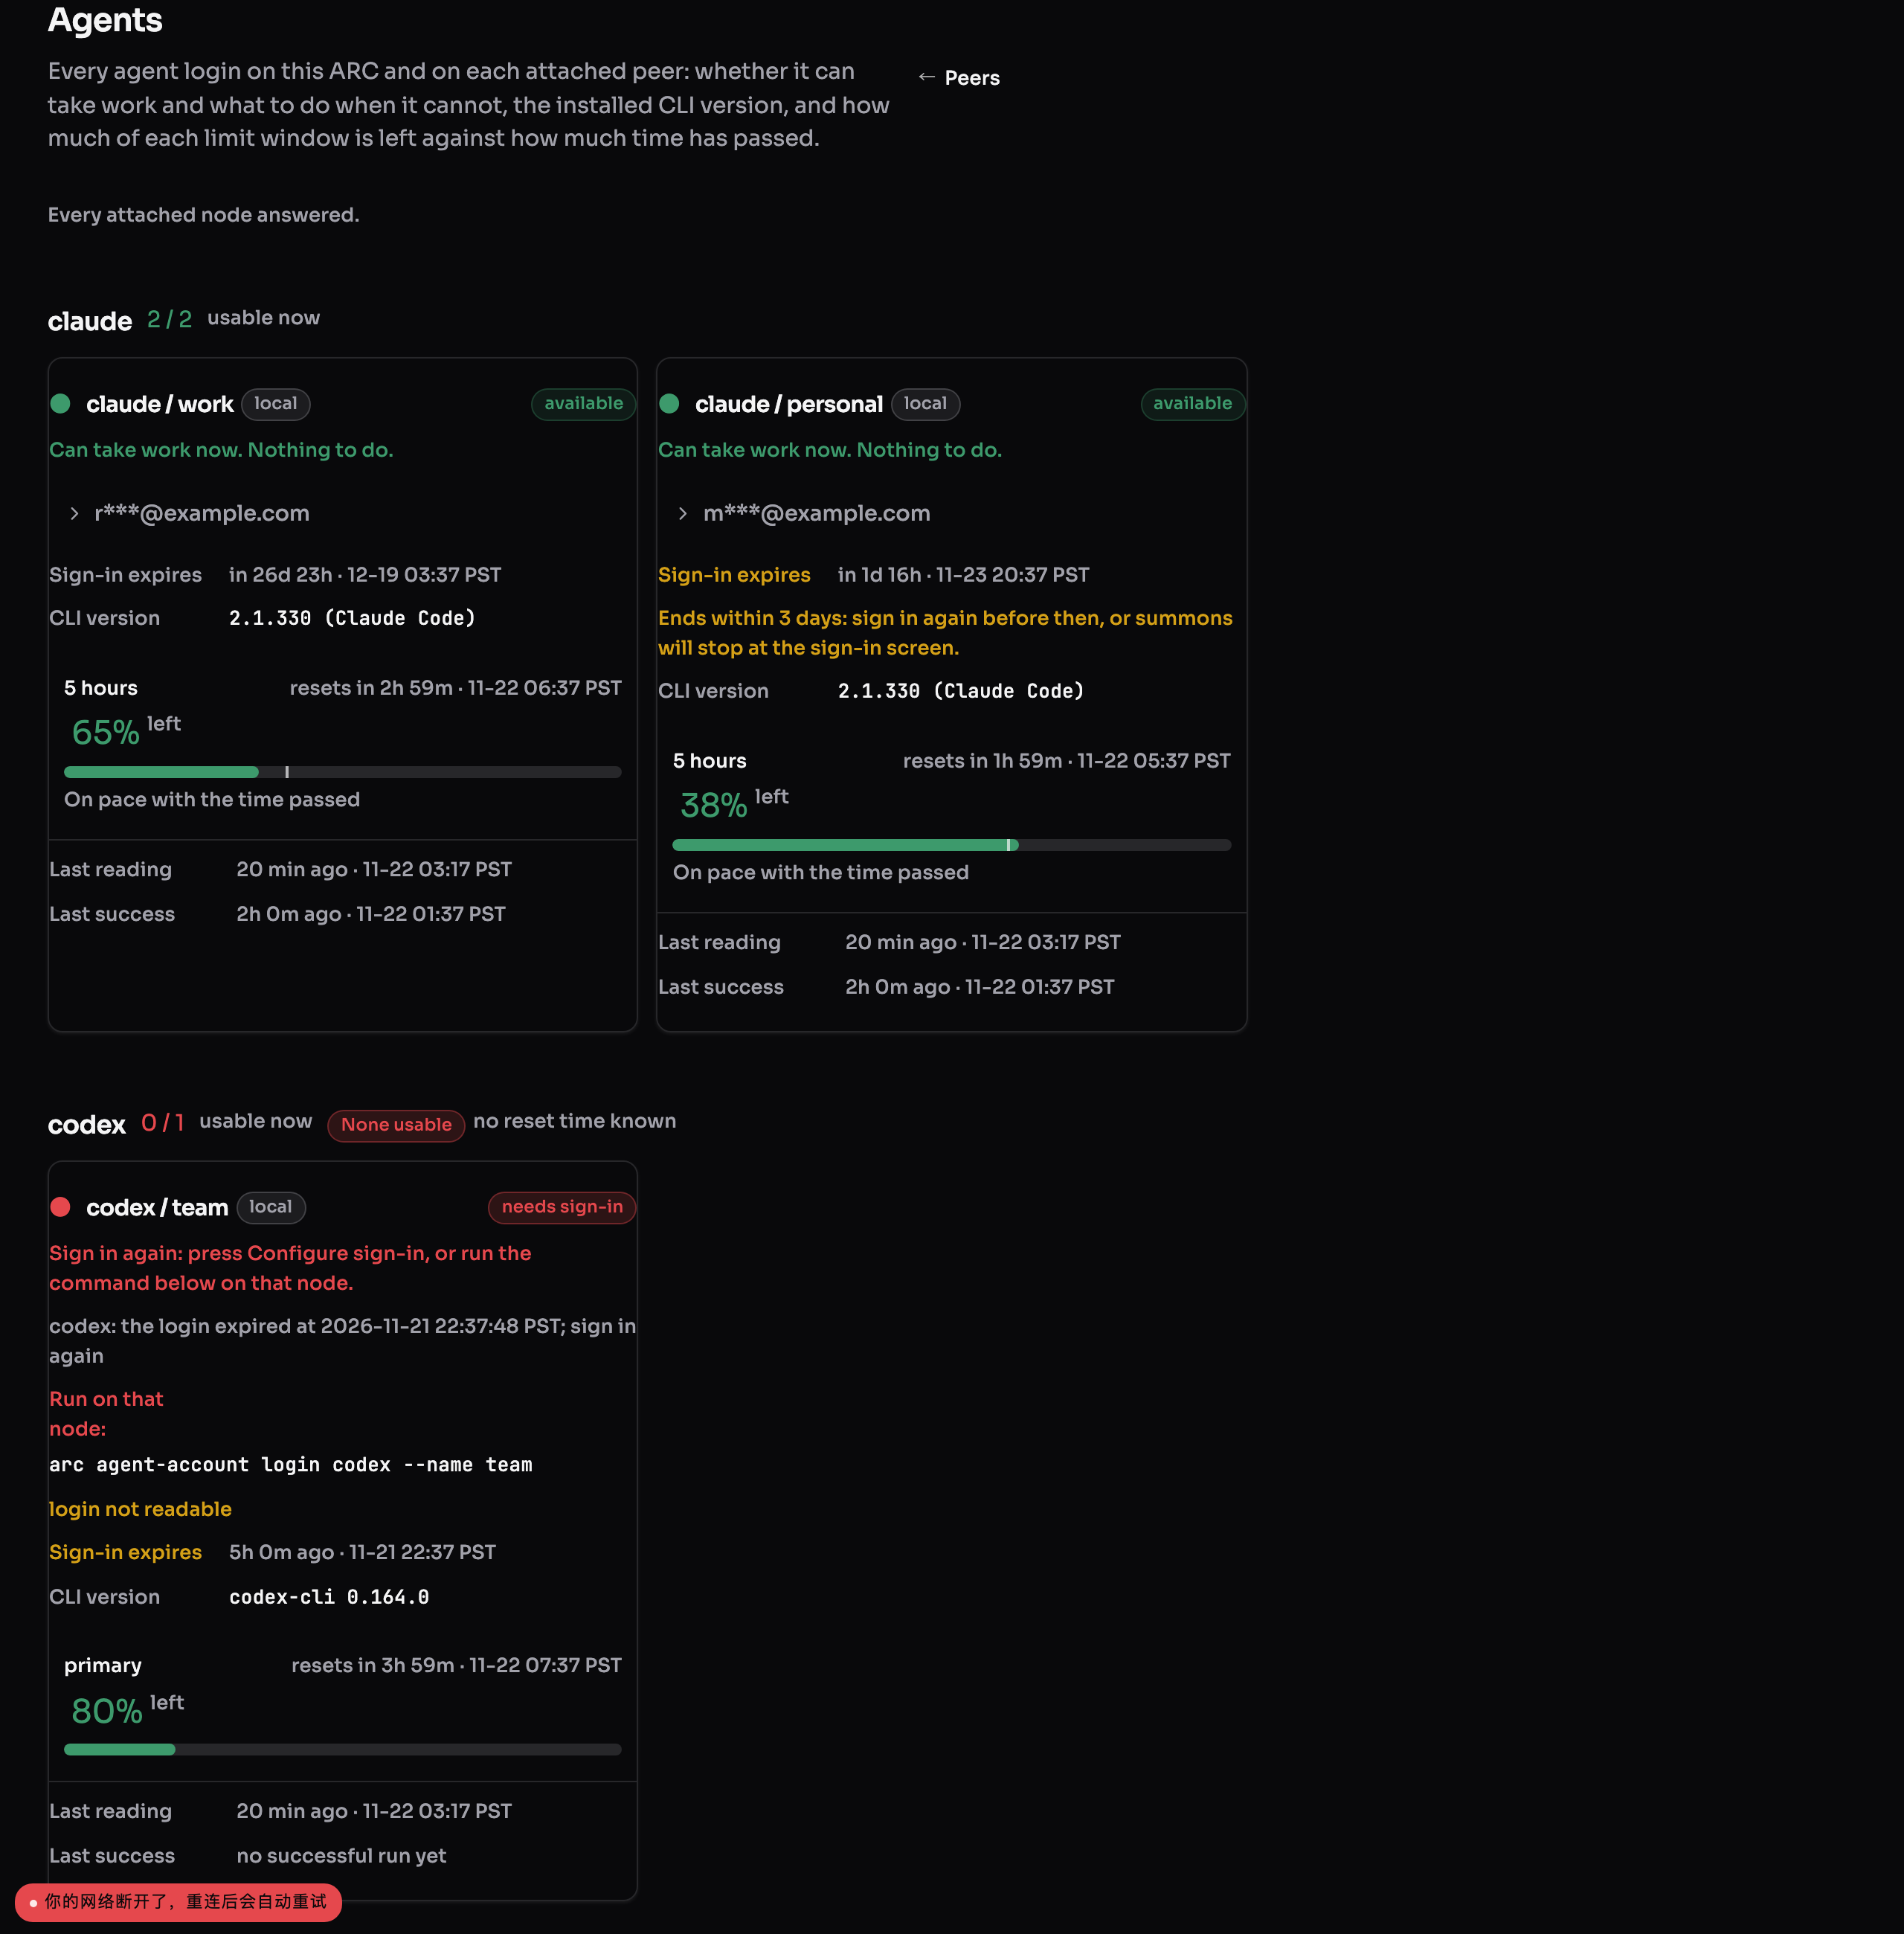 Agents
Every agent login on this ARC and on each attached peer: whether it can
take work and what to do when it cannot, the installed CLI version, and how
much of each limit window is left against how much time has passed.
← Peers
Every attached node answered.
claude 2 / 2 usable now
claude / work local available
Can take work now. Nothing to do.
r***@example.com
Sign-in expires in 26d 23h · 12-19 03:37 PST
CLI version 2.1.330 (Claude Code)
5 hours resets in 2h 59m · 11-22 06:37 PST
65% left
On pace with the time passed
Last reading 20 min ago · 11-22 03:17 PST
Last success 2h 0m ago · 11-22 01:37 PST
claude / personal local available
Can take work now. Nothing to do.
m***@example.com
Sign-in expires in 1d 16h · 11-23 20:37 PST
Ends within 3 days: sign in again before then, or summons
will stop at the sign-in screen.
CLI version 2.1.330 (Claude Code)
5 hours resets in 1h 59m · 11-22 05:37 PST
38% left
On pace with the time passed
Last reading 20 min ago · 11-22 03:17 PST
Last success 2h 0m ago · 11-22 01:37 PST
codex 0 / 1 usable now None usable no reset time known
codex / team local needs sign-in
Sign in again: press Configure sign-in, or run the
command below on that node.
codex: the login expired at 2026-11-21 22:37:48 PST; sign in
again
Run on that
node:
arc agent-account login codex --name team
login not readable
Sign-in expires 5h 0m ago · 11-21 22:37 PST
CLI version codex-cli 0.164.0
primary resets in 3h 59m · 11-22 07:37 PST
80% left
Last reading 20 min ago · 11-22 03:17 PST
Last success no successful run yet
你的网络断开了，重连后会自动重试